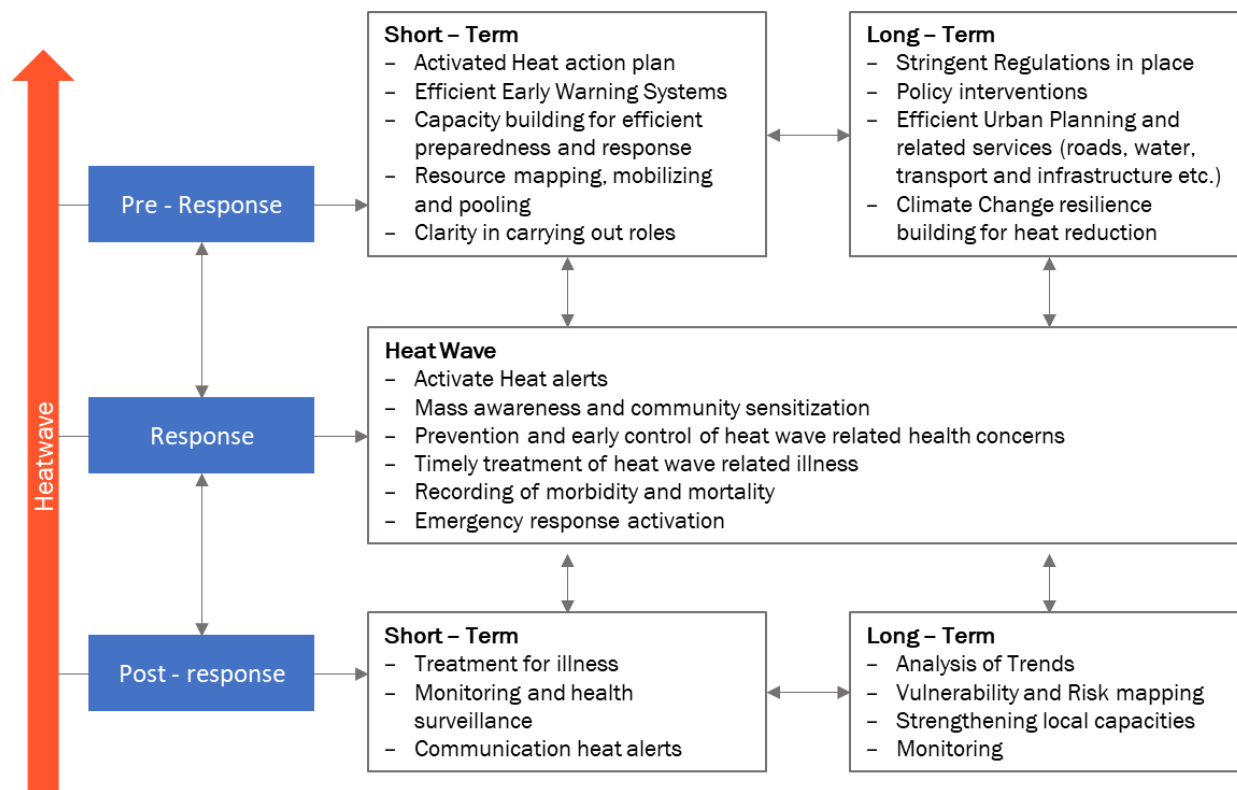 Heatwave
Pre - Response
Short – Term
– Activated Heat action plan
– Efficient Early Warning Systems
– Capacity building for efficient
preparedness and response
– Resource mapping, mobilizing
and pooling
– Clarity in carrying out roles
Long – Term
– Stringent Regulations in place
– Policy interventions
– Efficient Urban Planning and
related services (roads, water,
transport and infrastructure etc.)
– Climate Change resilience
building for heat reduction
Response
Heat Wave
– Activate Heat alerts
– Mass awareness and community sensitization
– Prevention and early control of heat wave related health concerns
– Timely treatment of heat wave related illness
– Recording of morbidity and mortality
– Emergency response activation
Post - response
Short – Term
– Treatment for illness
– Monitoring and health
surveillance
– Communication heat alerts
Long – Term
– Analysis of Trends
– Vulnerability and Risk mapping
– Strengthening local capacities
– Monitoring